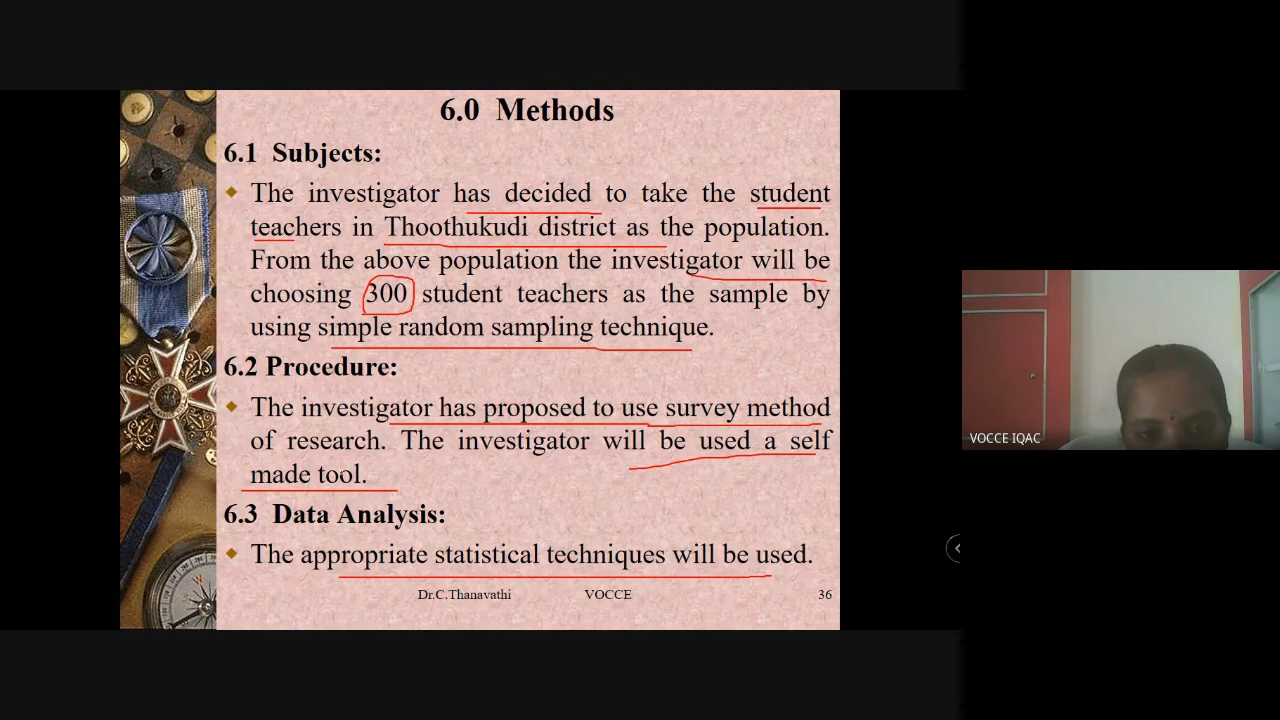 6.0 Methods
6.1 Subjects:
The investigator has decided to take the student
teachers in Thoothukudi district as the population.
From the above population the investigator will be
choosing 300 student teachers as the sample by
using simple random sampling technique.
6.2 Procedure:
The investigator has proposed to use survey method
of research. The investigator will be used a self
made tool.
6.3 Data Analysis:
The appropriate statistical techniques will be used.
Dr.C.Thanavathi VOCCE 36
VOCCE IQAC